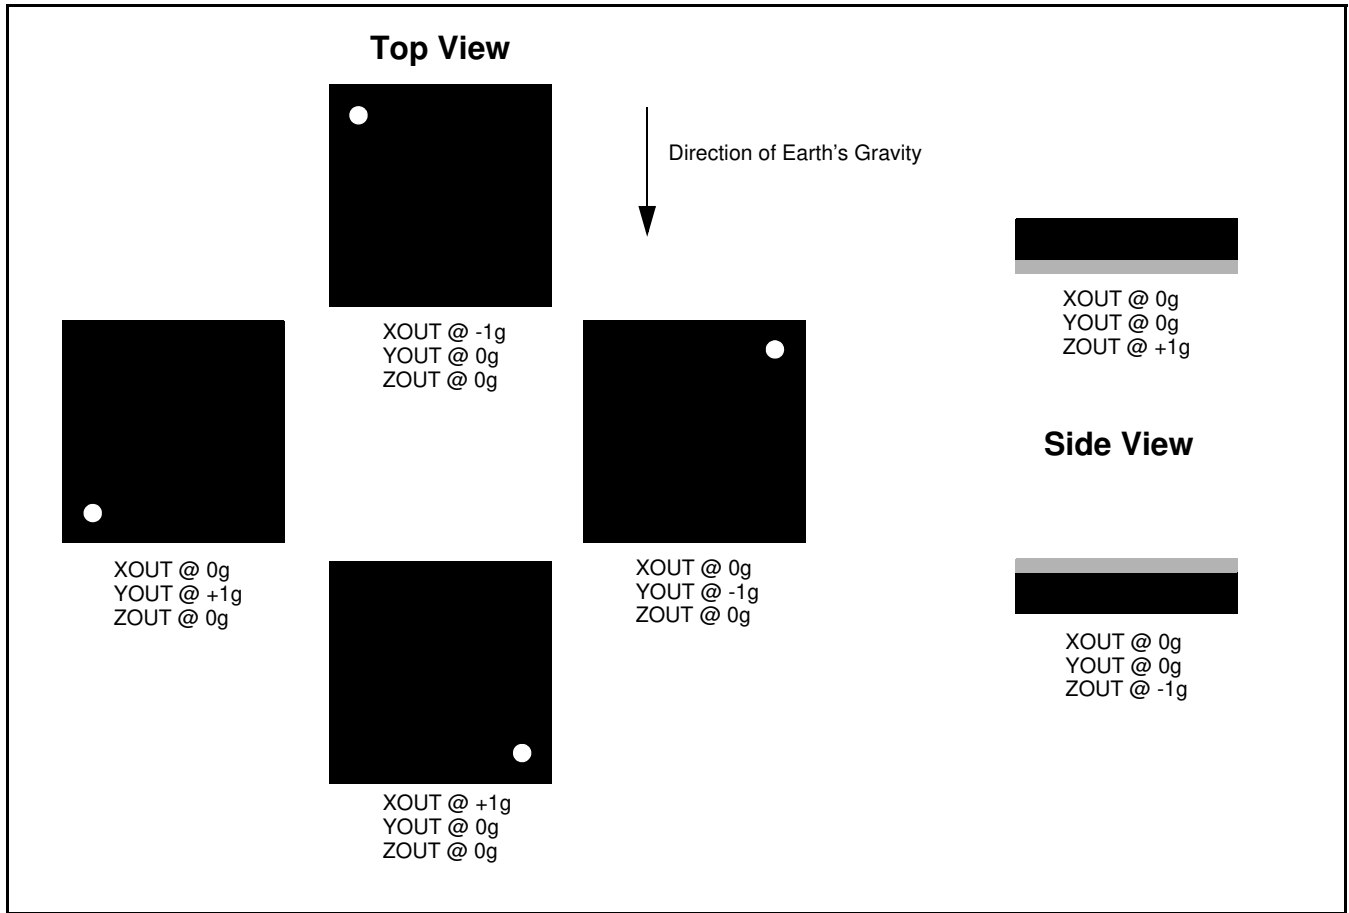 Top View
Direction of Earth's Gravity
XOUT @ -1g
YOUT @ 0g
ZOUT @ 0g
XOUT @ 0g
YOUT @ +1g
ZOUT @ 0g
XOUT @ 0g
YOUT @ -1g
ZOUT @ 0g
XOUT @ +1g
YOUT @ 0g
ZOUT @ 0g
XOUT @ 0g
YOUT @ 0g
ZOUT @ +1g
Side View
XOUT @ 0g
YOUT @ 0g
ZOUT @ -1g